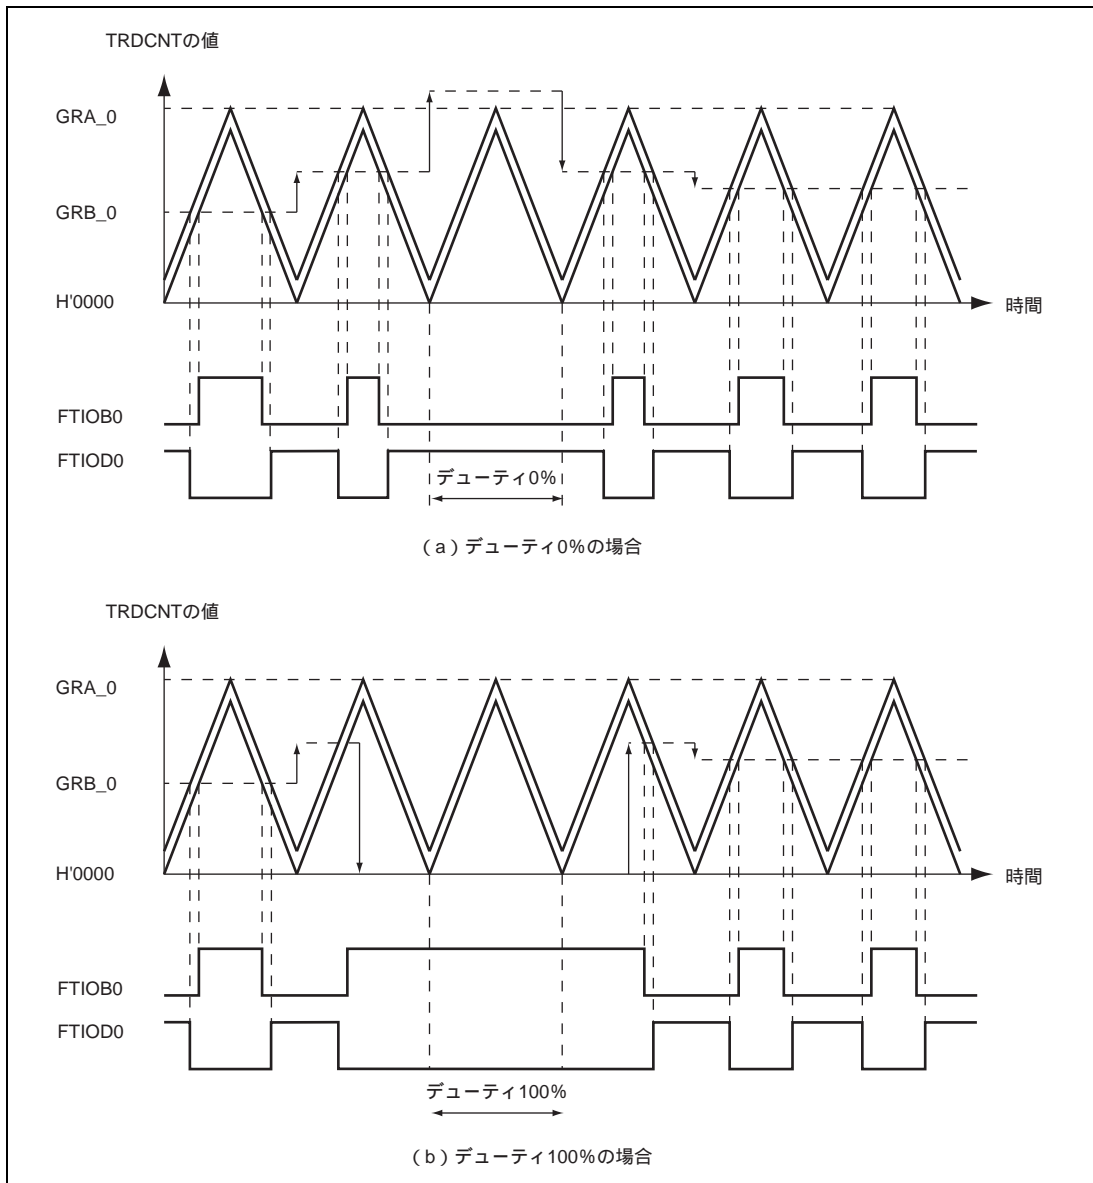 TRDCNTの値
GRA_0
GRB_0
H'0000
時間
FTIOB0
FTIOD0
デューティ0%
(a)デューティ0%の場合
TRDCNTの値
GRA_0
GRB_0
H'0000
時間
FTIOB0
FTIOD0
デューティ100%
(b)デューティ100%の場合